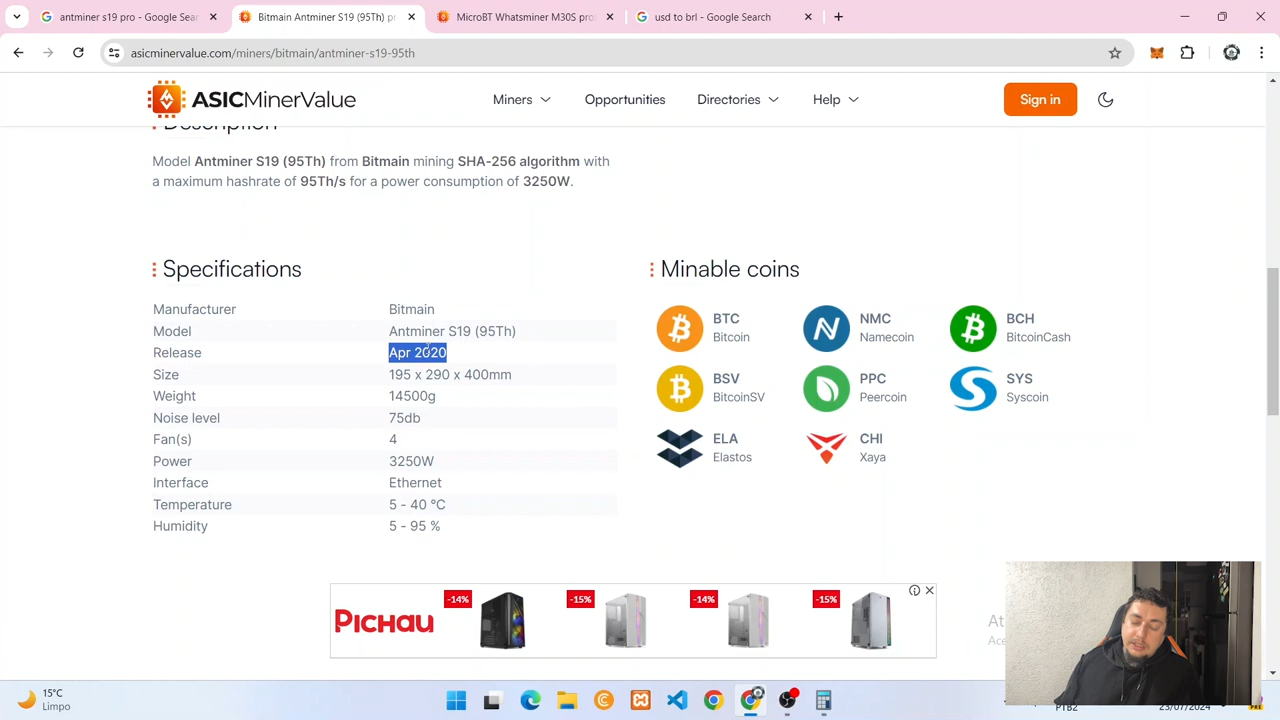 antminer s19 pro - Google Sear
Bitmain Antminer S19 (95Th) pr
MicroBT Whatsminer M30S pro
usd to brl - Google Search
asicminervalue.com/miners/bitmain/antminer-s19-95th
ASICMinerValue
Miners
Opportunities
Directories
Help
Sign in
Description
Model Antminer S19 (95Th) from Bitmain mining SHA-256 algorithm with
a maximum hashrate of 95Th/s for a power consumption of 3250W.
Specifications
Manufacturer Bitmain
Model Antminer S19 (95Th)
Release Apr 2020
Size 195 x 290 x 400mm
Weight 14500g
Noise level 75db
Fan(s) 4
Power 3250W
Interface Ethernet
Temperature 5 - 40 °C
Humidity 5 - 95 %
Minable coins
BTC
Bitcoin
NMC
Namecoin
BCH
BitcoinCash
BSV
BitcoinSV
PPC
Peercoin
SYS
Syscoin
ELA
Elastos
CHI
Xaya
PICHAU
-14%
-15%
-14%
-15%
At
Ace
15°C
Limpo
PTB2
23/07/2024